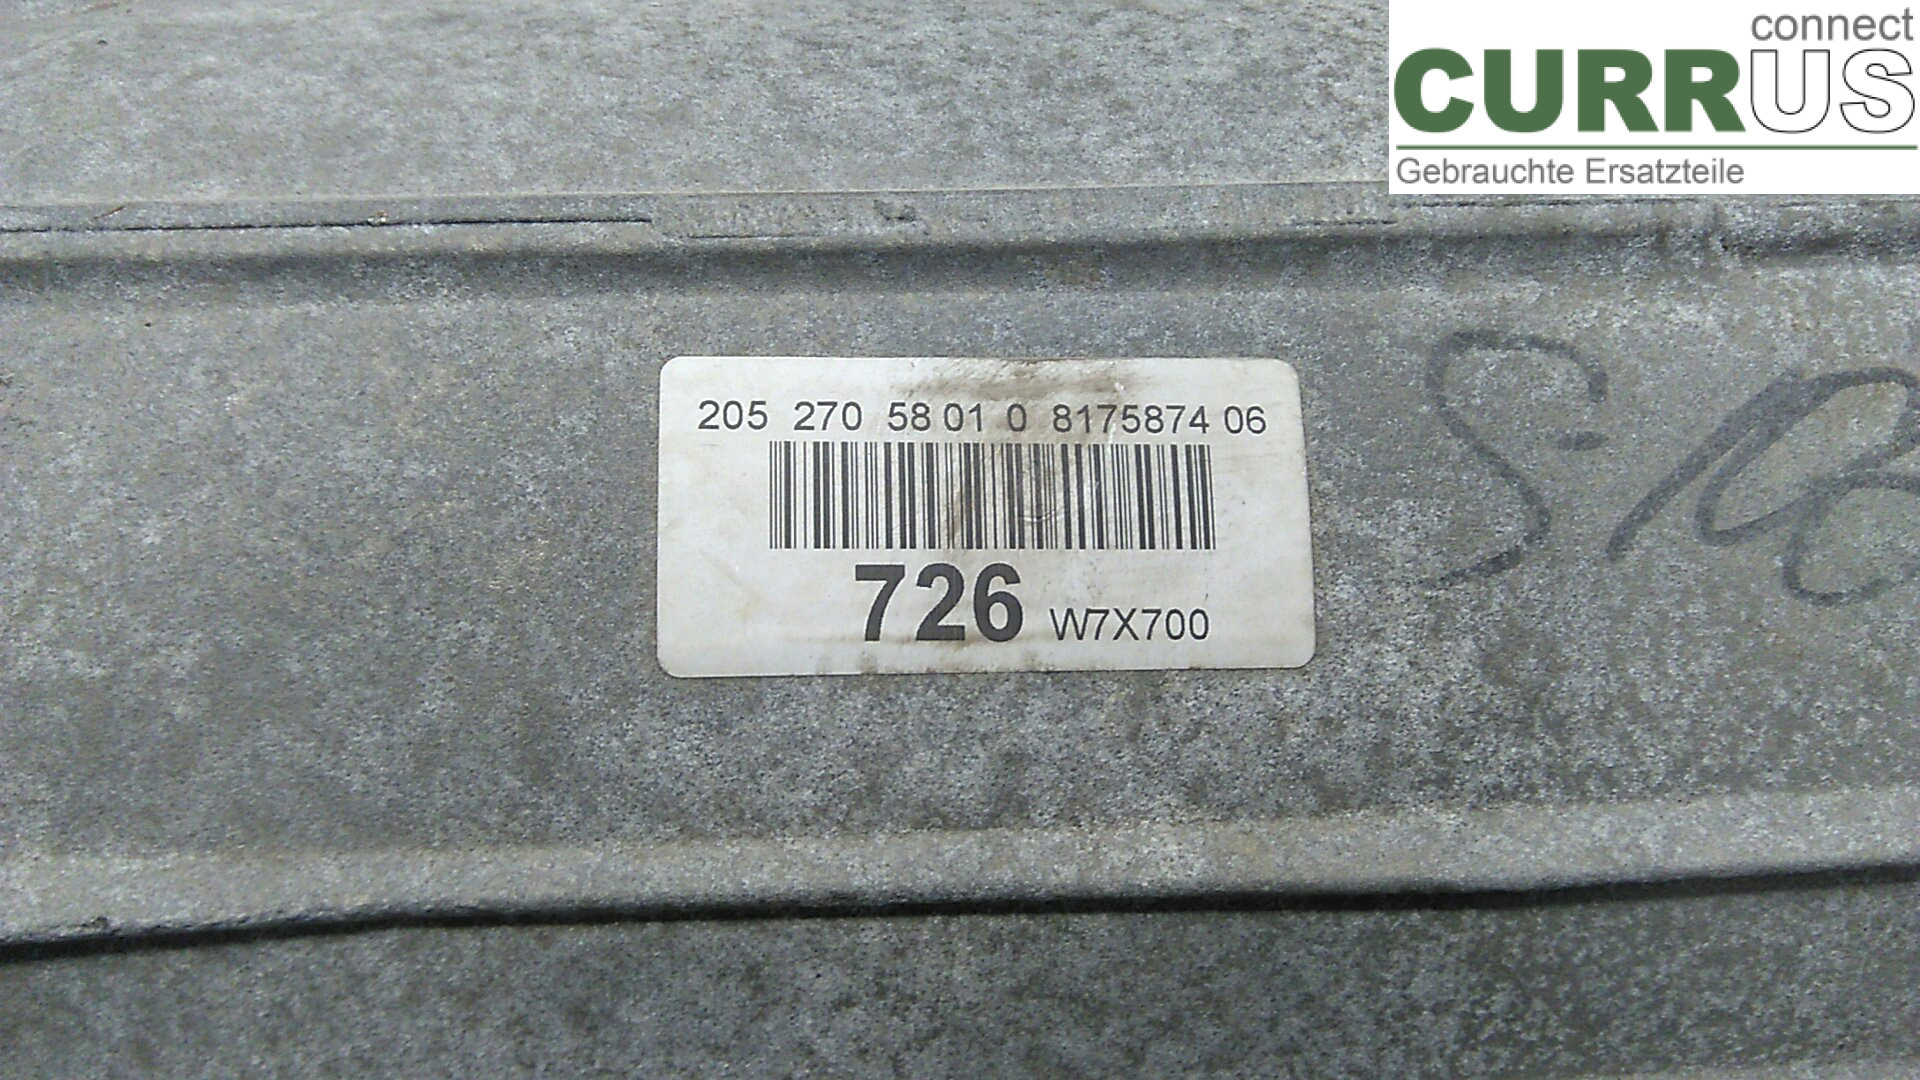 connect
CURRUS
Gebrauchte Ersatzteile
205 270 58 01 0 8175874 06
726 W7X700